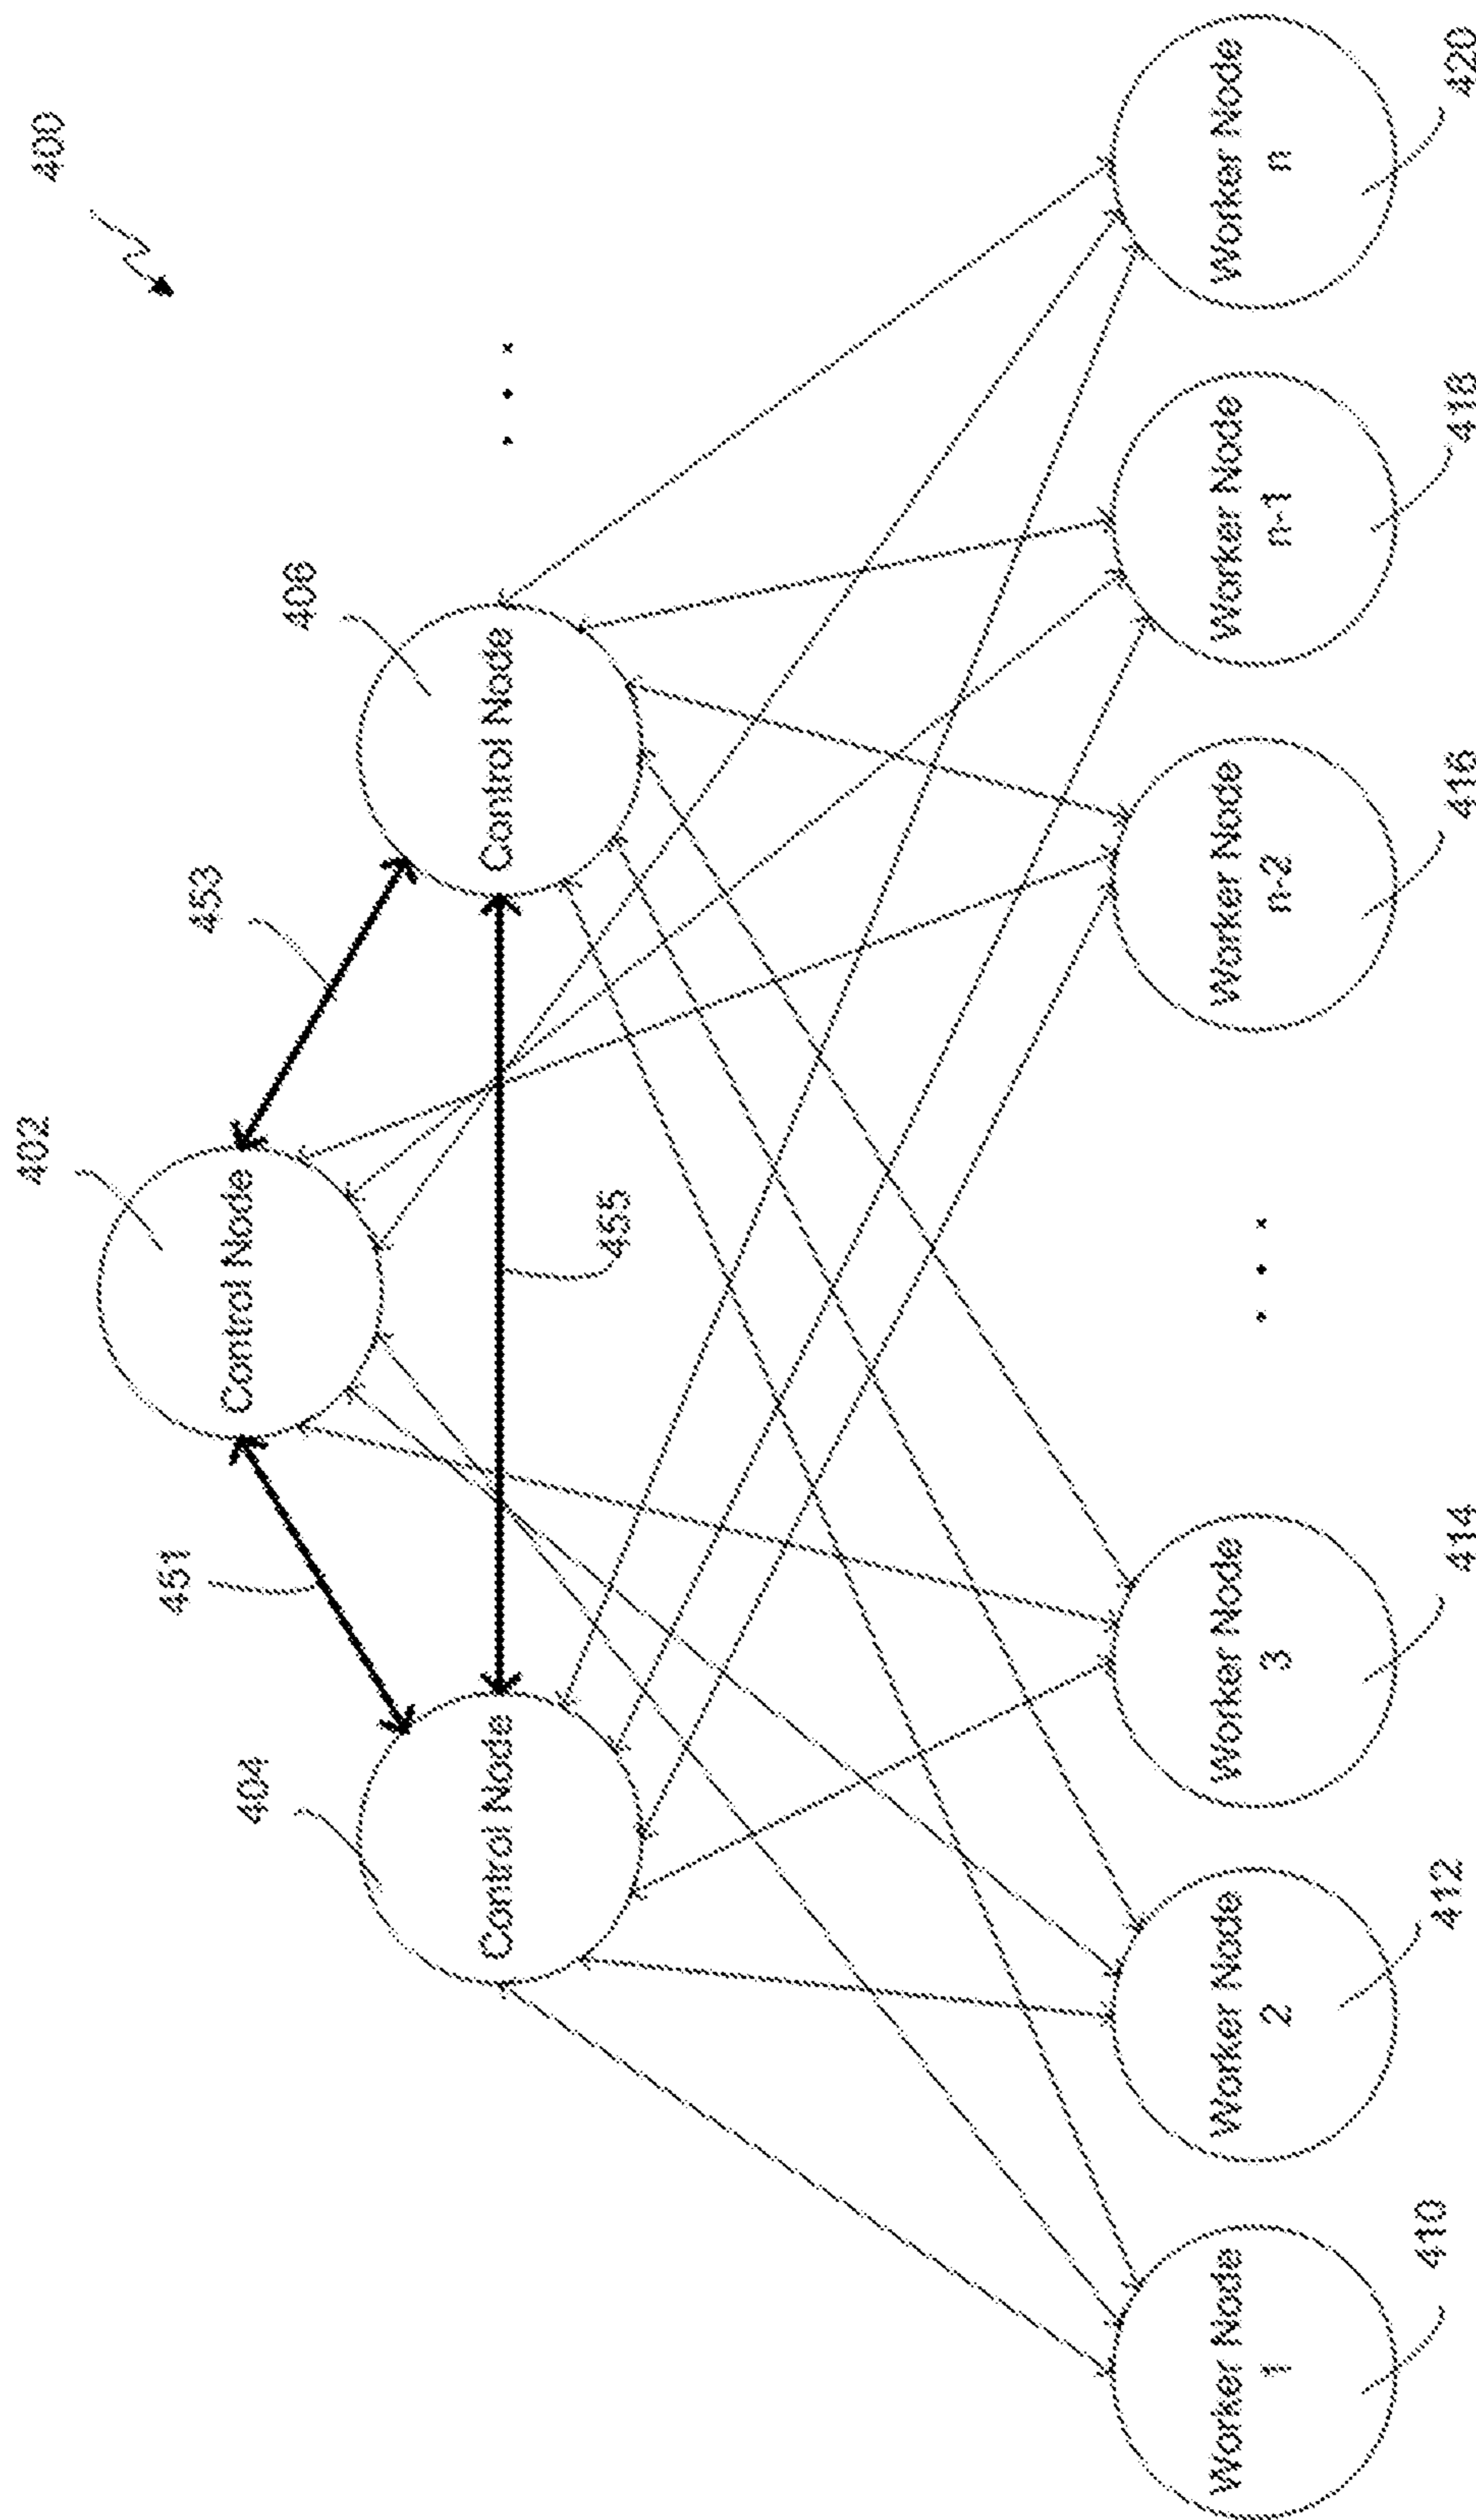 400
402
451
453
404
406
Control Node
Control Node
Control Node
455
. . .
Worker Node
1
Worker Node
2
Worker Node
3
. . .
Worker Node
n-2
Worker Node
n-1
Worker Node
n
410
412
414
416
418
420